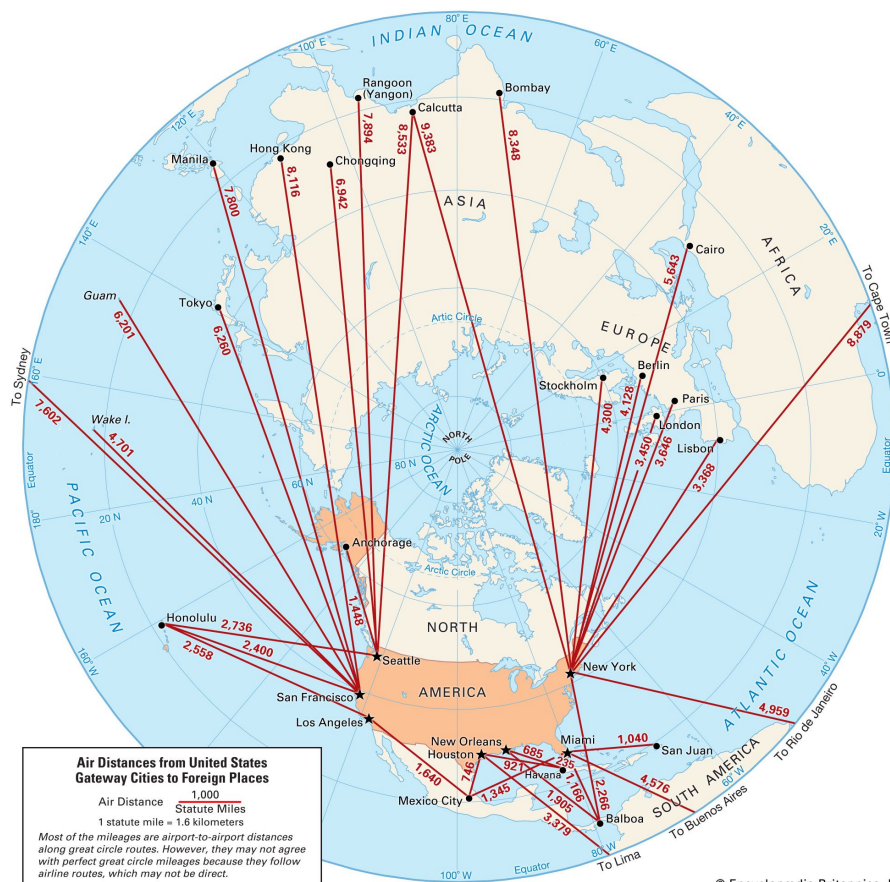 80° E
INDIAN OCEAN
100° E
60° E
Rangoon
(Yangon)
Calcutta
Bombay
7,894
8,533
9,383
8,348
120° E
40° E
Hong Kong
Manila
Chongqing
8,116
6,942
7,800
ASIA
140° E
20° E
AFRICA
Cairo
5,643
To Cape Town
8,879
Guam
6,201
Tokyo
6,260
Artic Circle
EUROPE
Berlin
Stockholm
4,300
4,128
Paris
London
Lisbon
3,450
3,646
3,368
To Sydney
160° E
7,602
Wake I.
4,701
ARCTIC OCEAN
NORTH
POLE
80 N
60 N
40 N
20 N
0°
Equator
Equator
180°
20° W
PACIFIC OCEAN
Anchorage
Arctic Circle
1,448
Honolulu
2,736
2,400
2,558
160° W
NORTH
AMERICA
Seattle
San Francisco
Los Angeles
New York
ATLANTIC OCEAN
40° W
4,959
To Rio de Janeiro
New Orleans
Houston
Miami
685
921
235
1,040
San Juan
Havana
746
1,640
1,345
Mexico City
1,166
1,905
2,266
3,379
4,576
SOUTH AMERICA
60° W
To Buenos Aires
Balboa
80° W
To Lima
Equator
100° W
Air Distances from United States
Gateway Cities to Foreign Places
Air Distance 1,000
Statute Miles
1 statute mile = 1.6 kilometers
Most of the mileages are airport-to-airport distances
along great circle routes. However, they may not agree
with perfect great circle mileages because they follow
airline routes, which may not be direct.